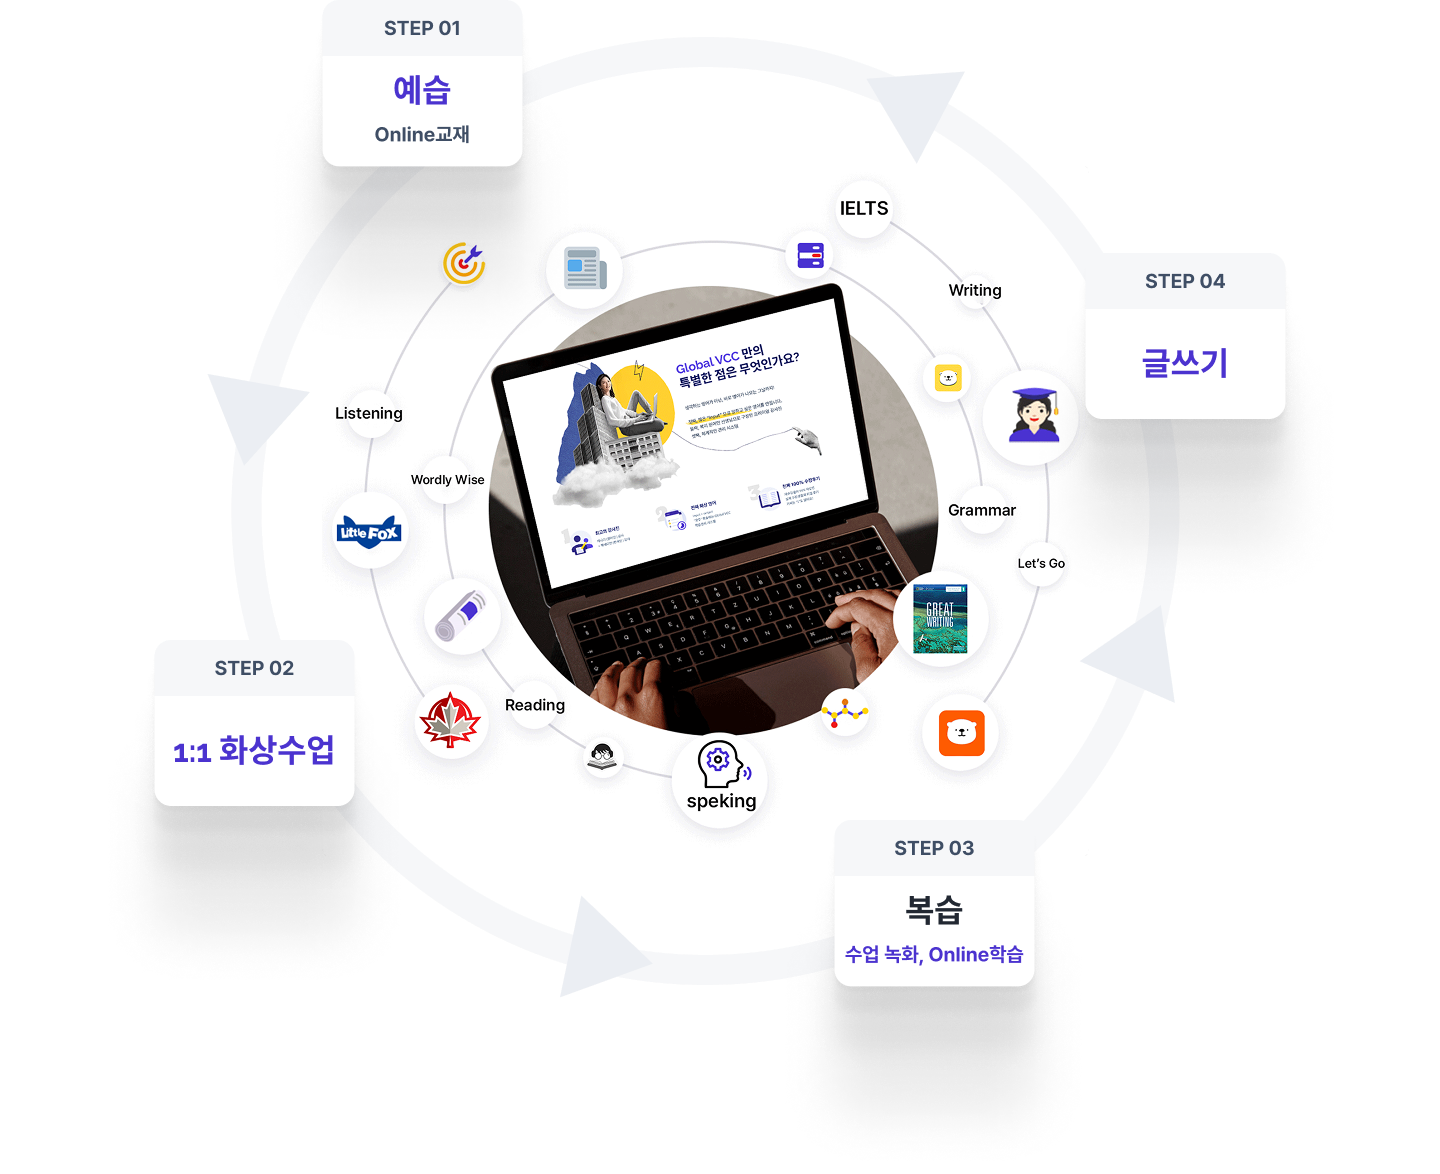 STEP 01
예습
Online교재
IELTS
Writing
STEP 04
글쓰기
Global VCC 만의
특별한 점은 무엇인가요?
Listening
Wordly Wise
Little Fox
Grammar
Let's Go
GREAT
WRITING
STEP 02
1:1 화상수업
Reading
speking
STEP 03
복습
수업 녹화, Online학습